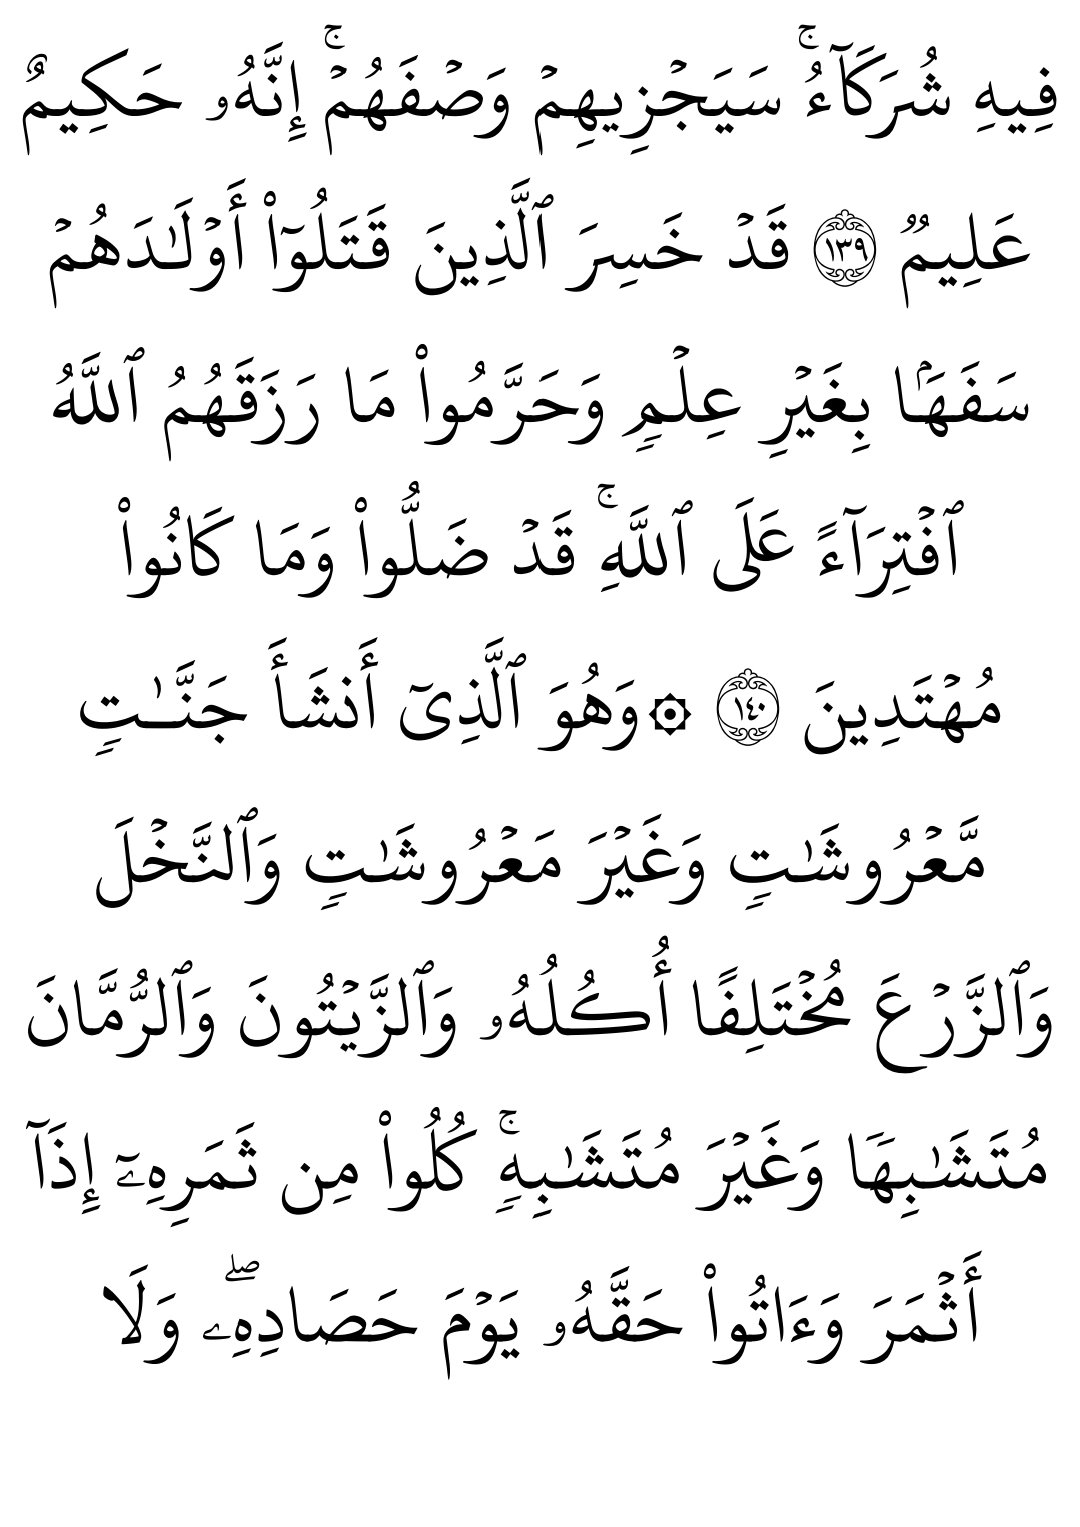 فِيهِ شُرَكَآءُۚ سَيَجۡزِيهِمۡ وَصۡفَهُمۡۚ إِنَّهُۥ حَكِيمٌ
عَلِيمٞ ١٣٩ قَدۡ خَسِرَ ٱلَّذِينَ قَتَلُوٓاْ أَوۡلَٰدَهُمۡ
سَفَهَۢا بِغَيۡرِ عِلۡمٖ وَحَرَّمُواْ مَا رَزَقَهُمُ ٱللَّهُ
ٱفۡتِرَآءً عَلَى ٱللَّهِۚ قَدۡ ضَلُّواْ وَمَا كَانُواْ
مُهۡتَدِينَ ١٤٠ ۞وَهُوَ ٱلَّذِيٓ أَنشَأَ جَنَّٰتٖ
مَّعۡرُوشَٰتٖ وَغَيۡرَ مَعۡرُوشَٰتٖ وَٱلنَّخۡلَ
وَٱلزَّرۡعَ مُخۡتَلِفًا أُكُلُهُۥ وَٱلزَّيۡتُونَ وَٱلرُّمَّانَ
مُتَشَٰبِهٗا وَغَيۡرَ مُتَشَٰبِهٖۚ كُلُواْ مِن ثَمَرِهِۦٓ إِذَآ
أَثۡمَرَ وَءَاتُواْ حَقَّهُۥ يَوۡمَ حَصَادِهِۦۖ وَلَا